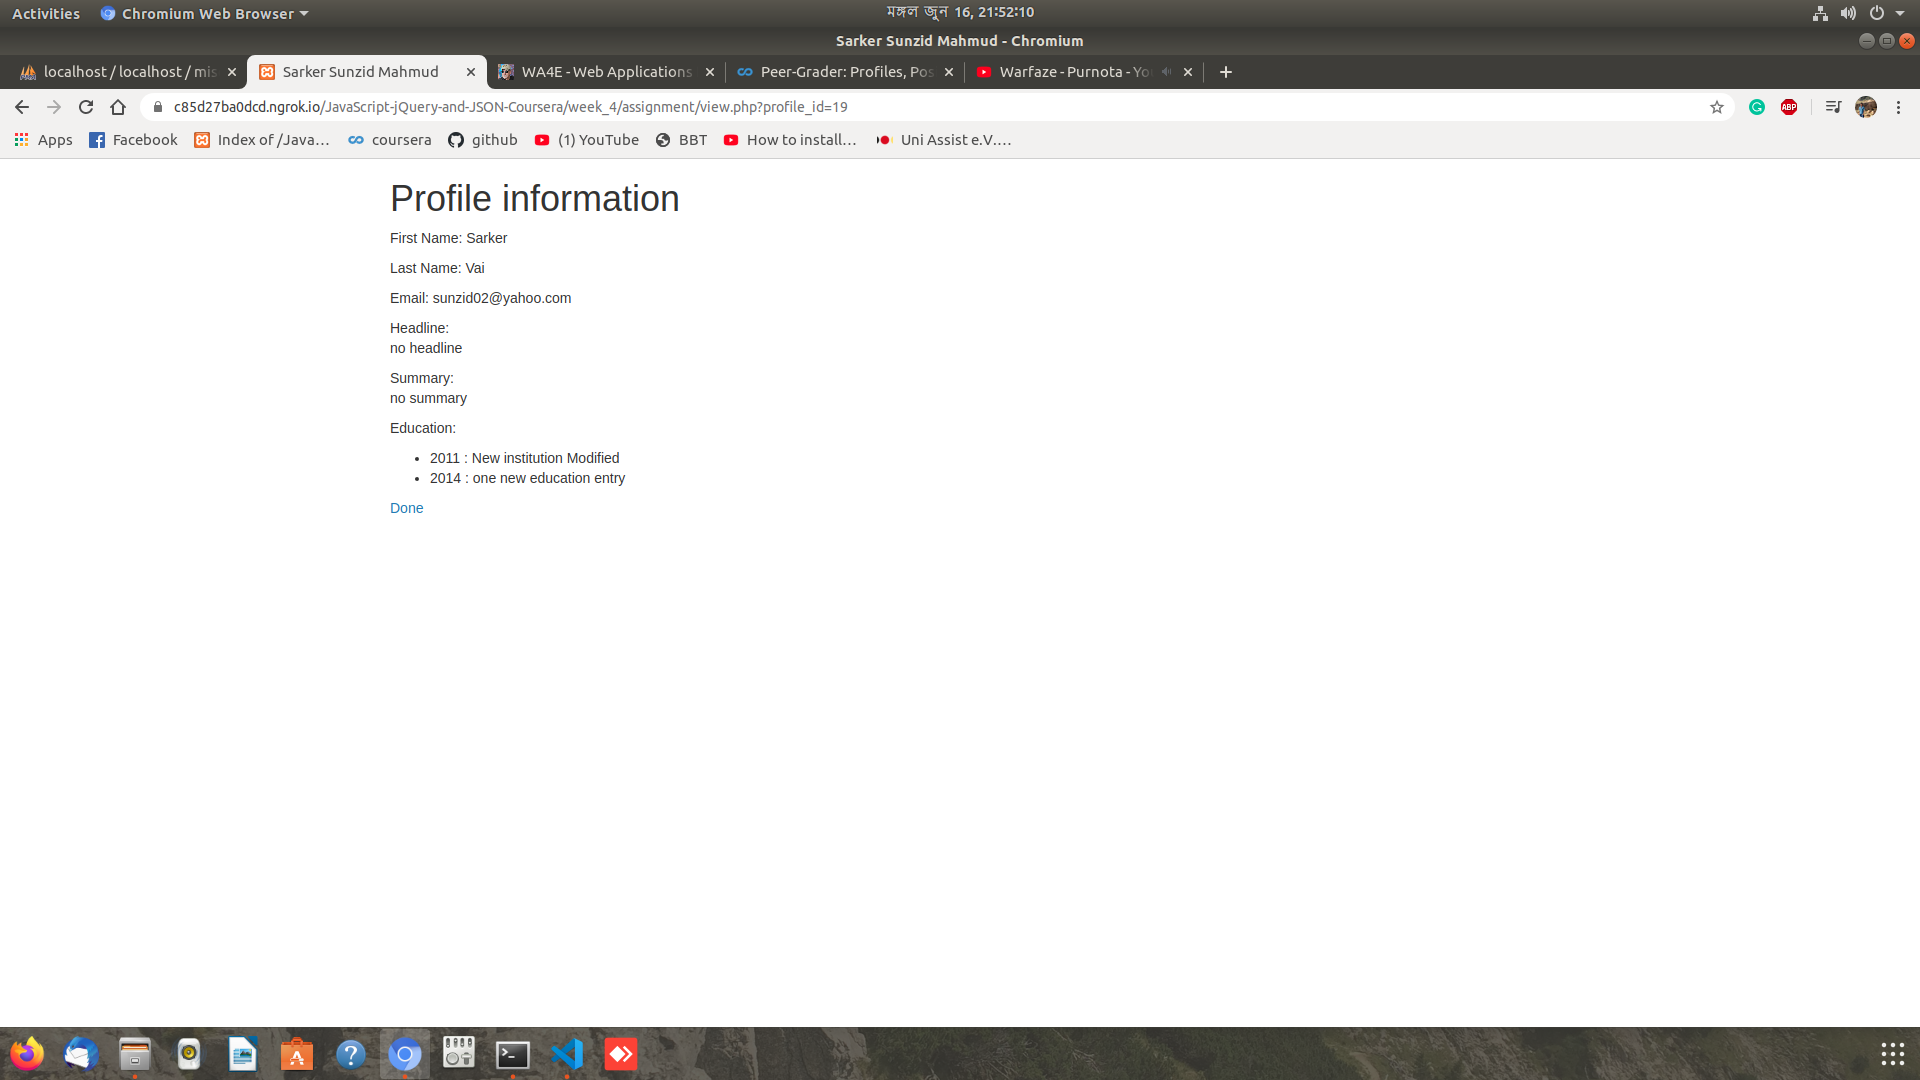 Activities
Chromium Web Browser
মঙ্গল জুন 16, 21:52:10
Sarker Sunzid Mahmud - Chromium
localhost / localhost / mis
Sarker Sunzid Mahmud
WA4E - Web Applications
Peer-Grader: Profiles, Pos
Warfaze - Purnota - Yo
c85d27ba0dcd.ngrok.io/JavaScript-jQuery-and-JSON-Coursera/week_4/assignment/view.php?profile_id=19
ABP
Apps
Facebook
Index of /Java...
coursera
github
(1) YouTube
BBT
How to install...
Uni Assist e.V....
Profile information
First Name: Sarker
Last Name: Vai
Email: sunzid02@yahoo.com
Headline:
no headline
Summary:
no summary
Education:
2011 : New institution Modified
2014 : one new education entry
Done